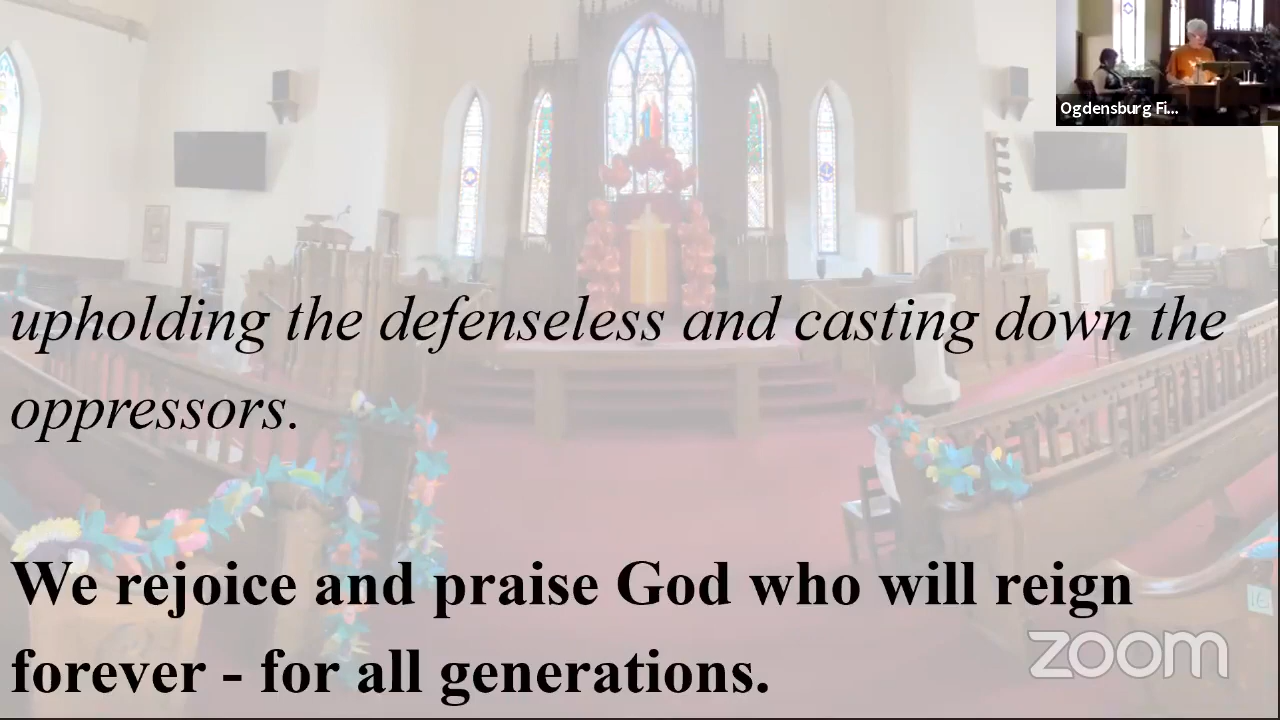 Ogdensburg Fi...
upholding the defenseless and casting down the
oppressors.
We rejoice and praise God who will reign
forever - for all generations.
zoom